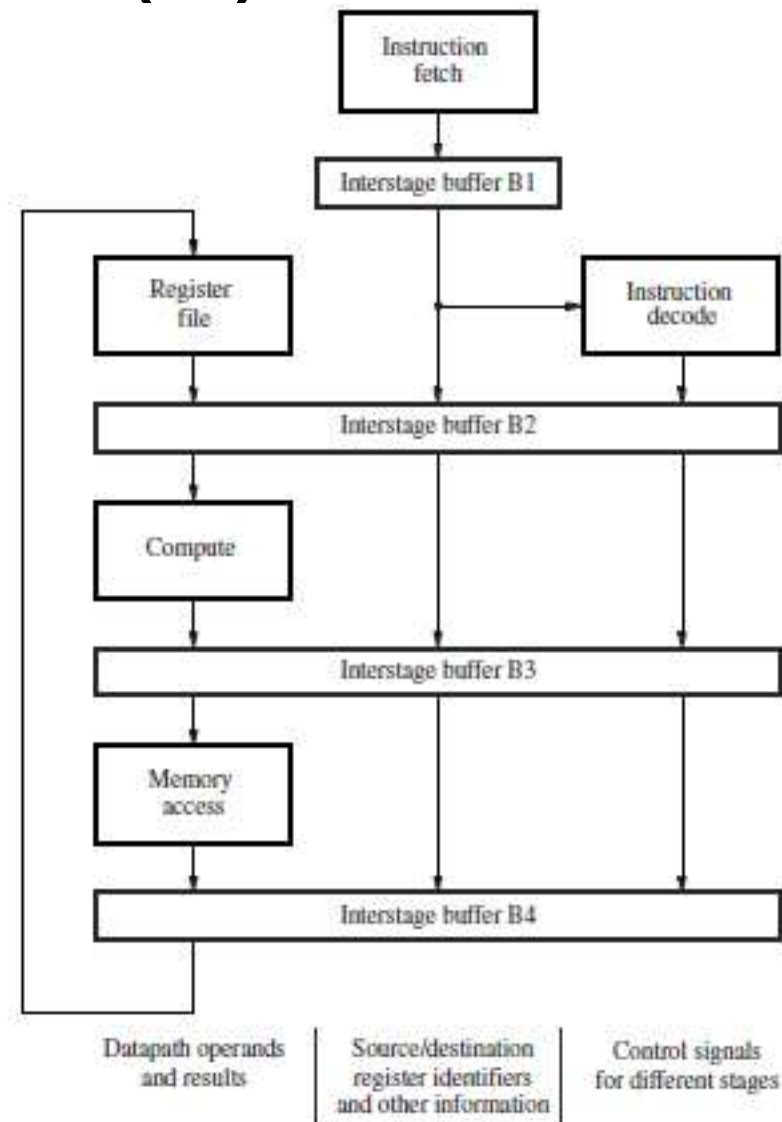 Instruction
fetch
Interstage buffer B1
Register
file
Instruction
decode
Interstage buffer B2
Compute
Interstage buffer B3
Memory
access
Interstage buffer B4
Datapath operands
and results
Source/destination
register identifiers
and other information
Control signals
for different stages